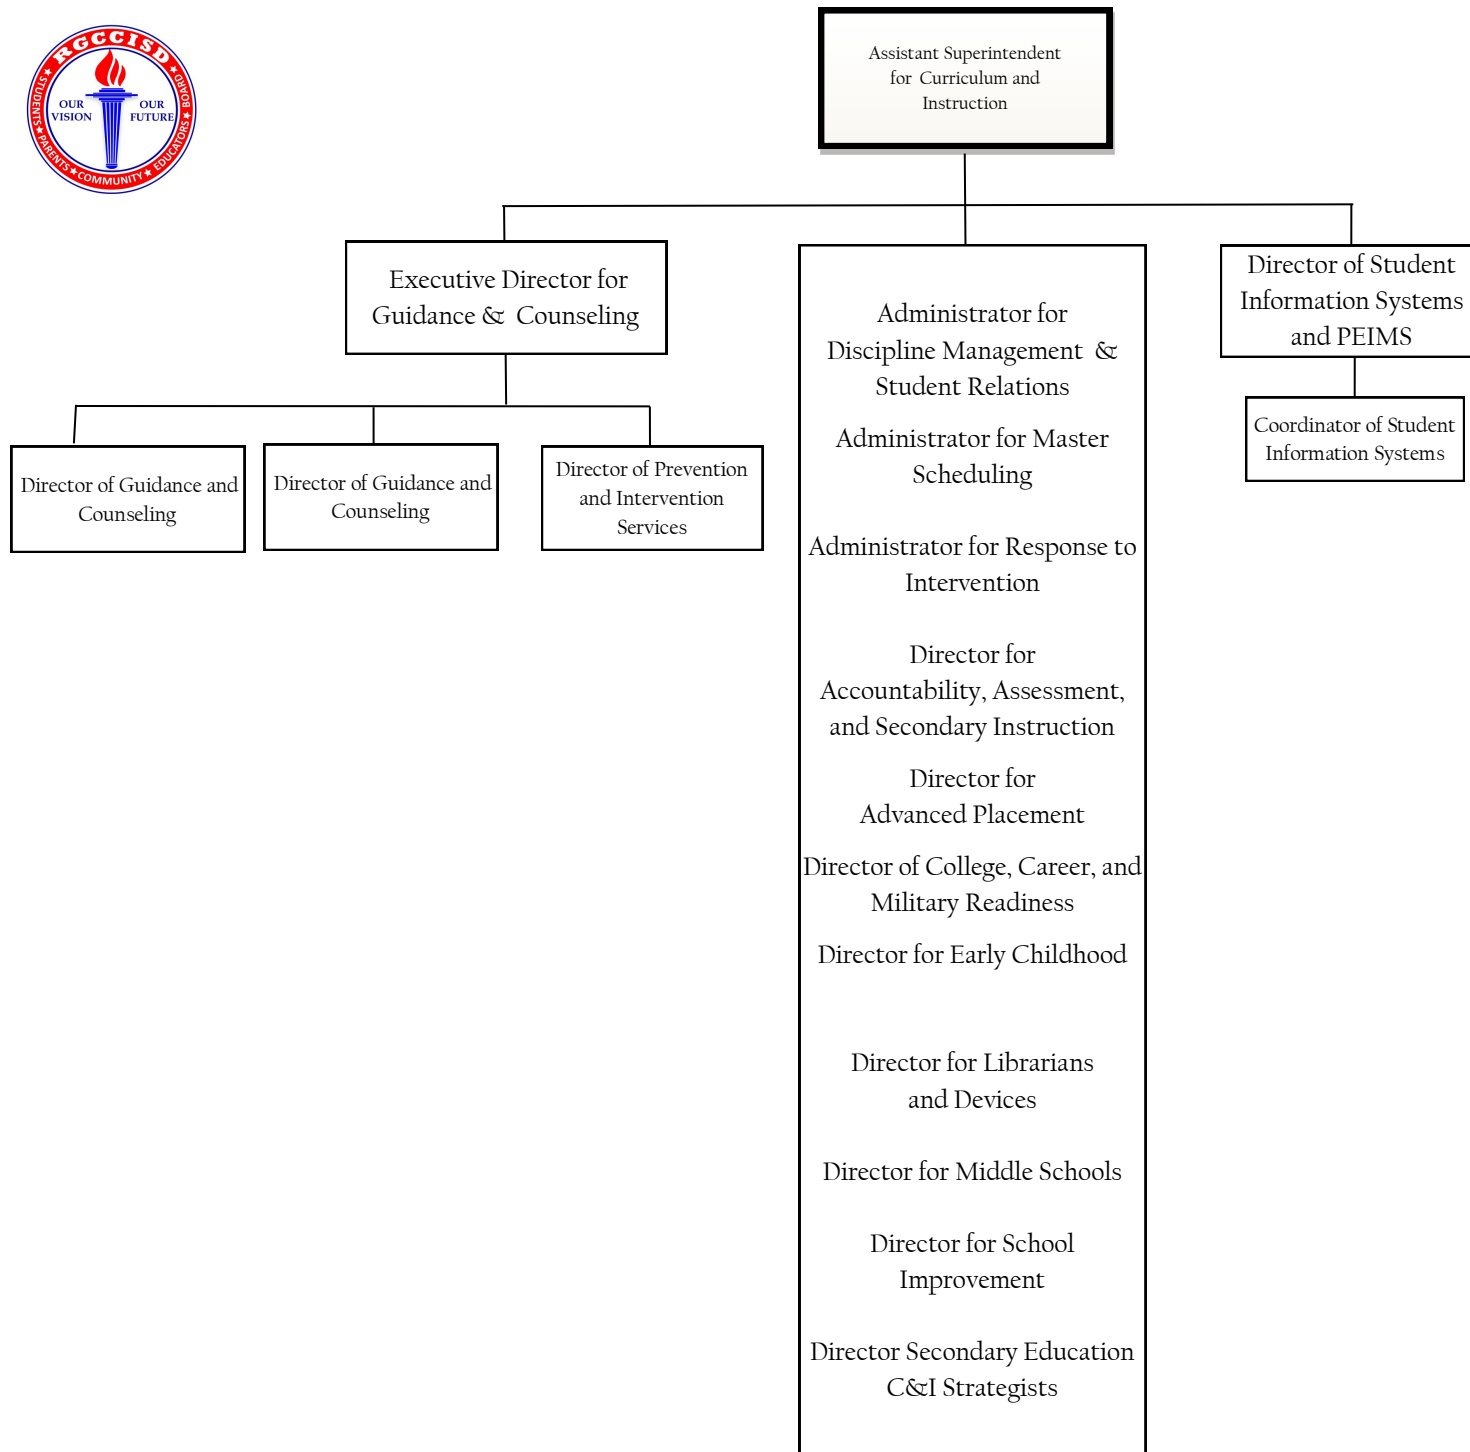 RGCCISD
OUR VISION
OUR FUTURE
STUDENTS★PARENTS★COMMUNITY★EDUCATORS★BOARD
Assistant Superintendent
for Curriculum and
Instruction
Executive Director for
Guidance & Counseling
Director of Guidance and
Counseling
Director of Guidance and
Counseling
Director of Prevention
and Intervention
Services
Administrator for
Discipline Management &
Student Relations
Administrator for Master
Scheduling
Administrator for Response to
Intervention
Director for
Accountability, Assessment,
and Secondary Instruction
Director for
Advanced Placement
Director of College, Career, and
Military Readiness
Director for Early Childhood
Director for Librarians
and Devices
Director for Middle Schools
Director for School
Improvement
Director Secondary Education
C&I Strategists
Director of Student
Information Systems
and PEIMS
Coordinator of Student
Information Systems